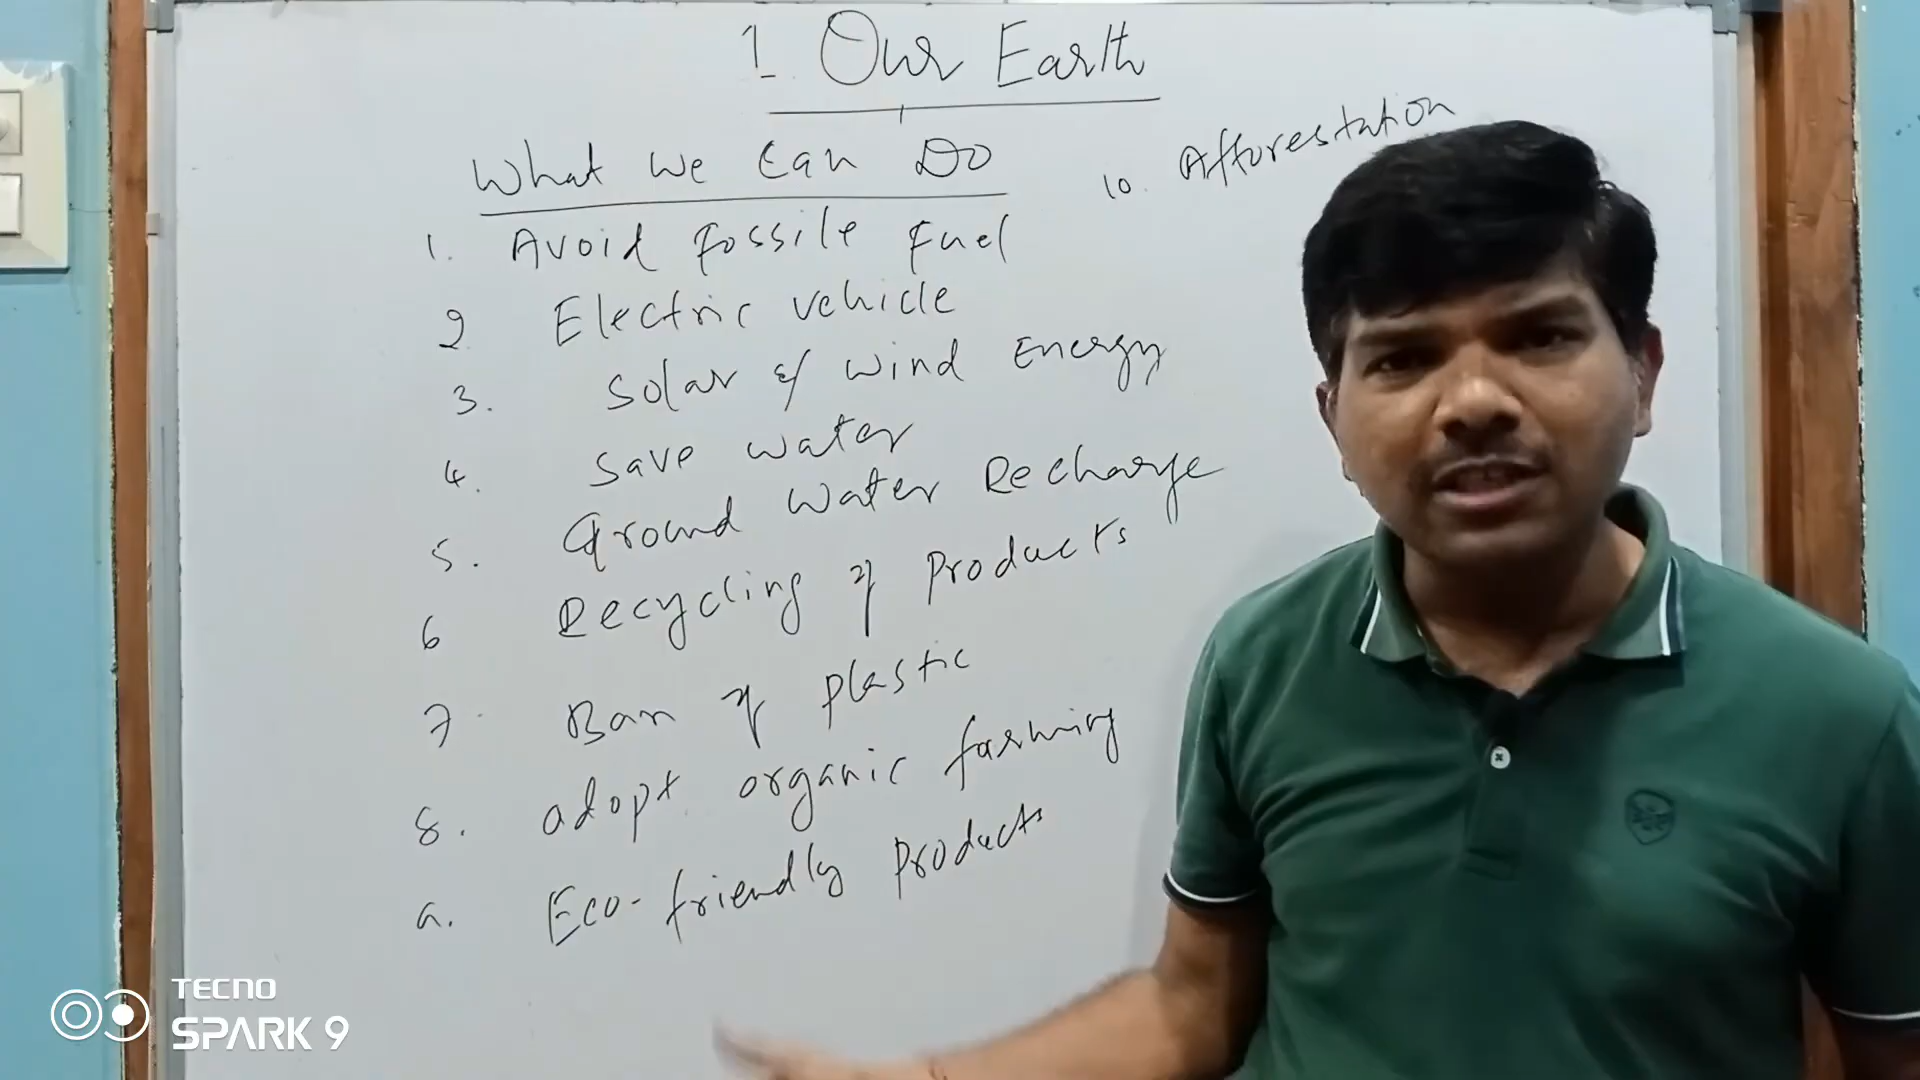 1. Our Earth
What We Can Do
1. Avoid Fossile Fuel
2 Electric Vehicle
3. Solar & Wind Energy
4. Save Water
5. Ground Water Recharge
6 Recycling of Products
7. Ban of Plastic
8. adopt organic farming
9. Eco-friendly Products
10. Afforestation
TECNO
SPARK 9